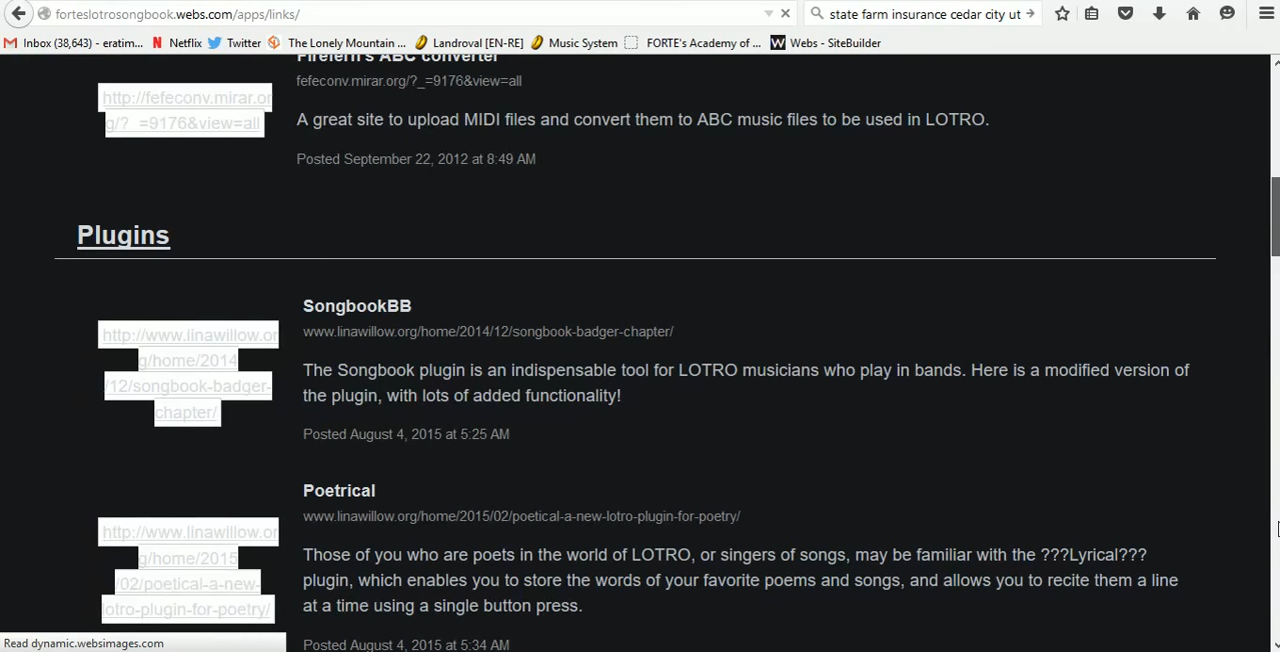 forteslotrosongbook.webs.com/apps/links/
state farm insurance cedar city ut
Inbox (38,643) - eratim... Netflix Twitter The Lonely Mountain ... Landroval [EN-RE] Music System FORTE's Academy of ... Webs - SiteBuilder
Firefern's ABC converter
fefeconv.mirar.org/?_=9176&view=all
http://fefeconv.mirar.or
g/?_=9176&view=all
A great site to upload MIDI files and convert them to ABC music files to be used in LOTRO.
Posted September 22, 2012 at 8:49 AM
Plugins
SongbookBB
www.linawillow.org/home/2014/12/songbook-badger-chapter/
http://www.linawillow.or
g/home/2014
/12/songbook-badger-
chapter/
The Songbook plugin is an indispensable tool for LOTRO musicians who play in bands. Here is a modified version of
the plugin, with lots of added functionality!
Posted August 4, 2015 at 5:25 AM
Poetrical
www.linawillow.org/home/2015/02/poetical-a-new-lotro-plugin-for-poetry/
http://www.linawillow.or
g/home/2015
/02/poetical-a-new-
lotro-plugin-for-poetry/
Those of you who are poets in the world of LOTRO, or singers of songs, may be familiar with the ???Lyrical???
plugin, which enables you to store the words of your favorite poems and songs, and allows you to recite them a line
at a time using a single button press.
Posted August 4, 2015 at 5:34 AM
Read dynamic.websimages.com